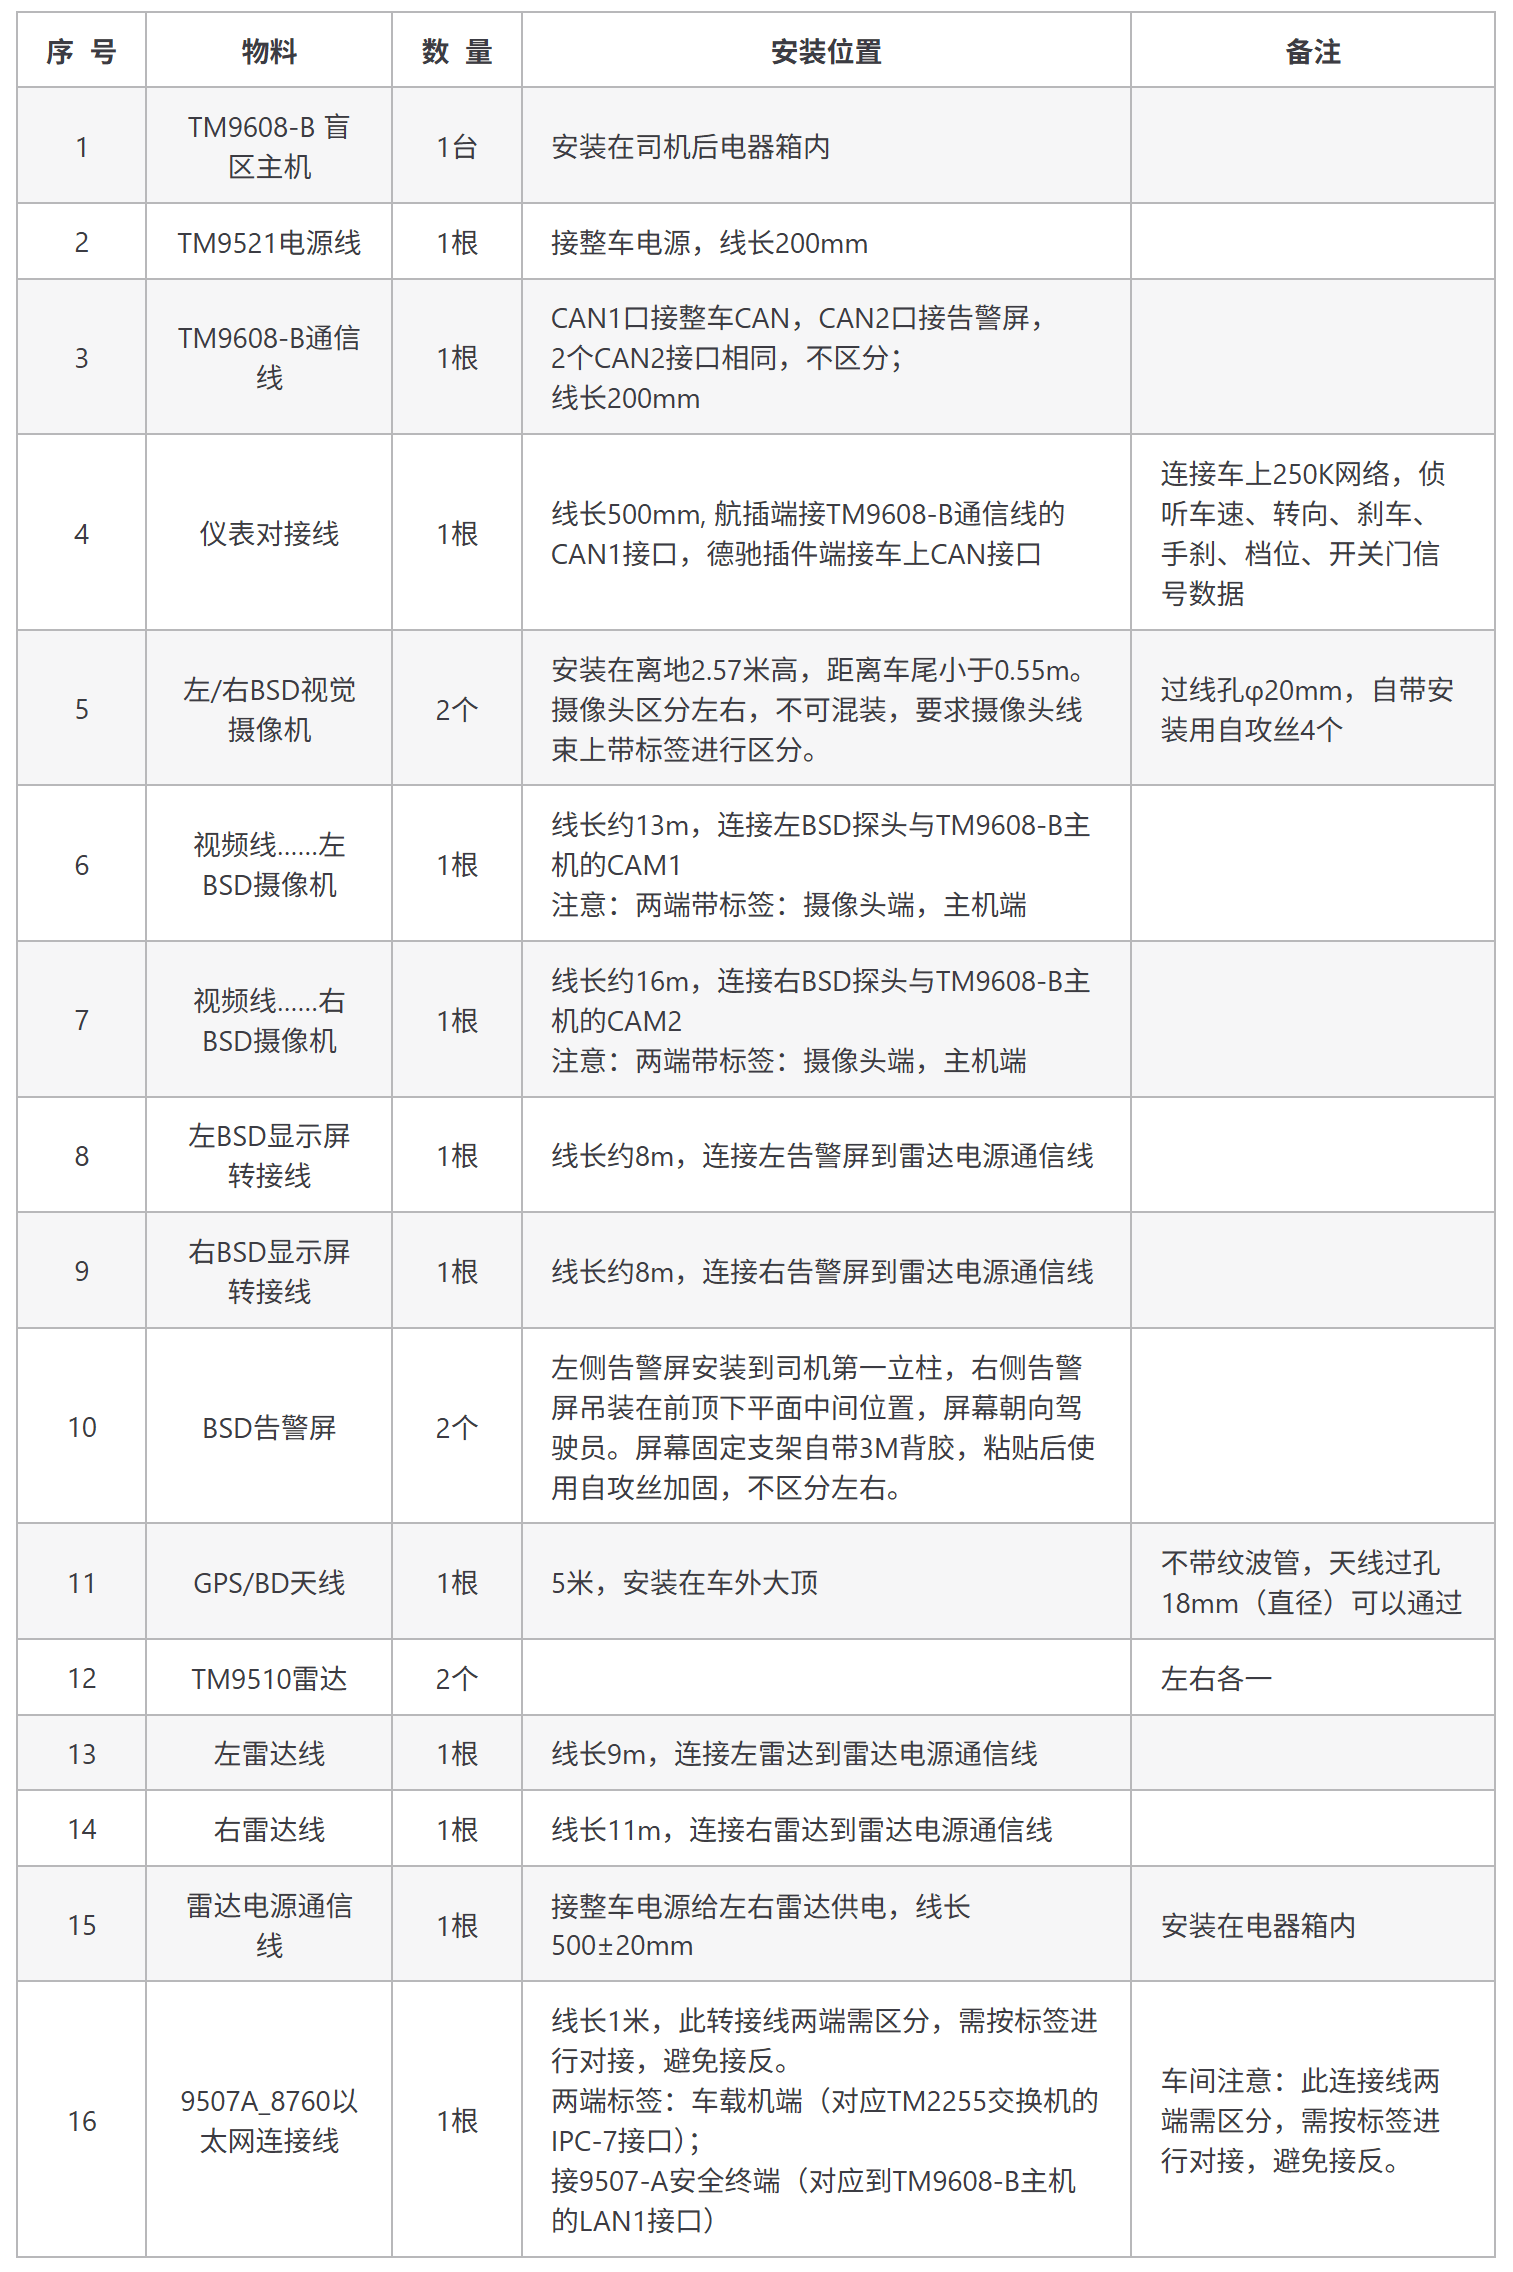 序 号 物料 数 量 安装位置 备注
1
TM9608-B 盲
区主机
1台
安装在司机后电器箱内
2
TM9521电源线
1根
接整车电源，线长200mm
3
TM9608-B通信
线
1根
CAN1口接整车CAN，CAN2口接告警屏，
2个CAN2接口相同，不区分；
线长200mm
4
仪表对接线
1根
线长500mm, 航插端接TM9608-B通信线的
CAN1接口，德驰插件端接车上CAN接口
连接车上250K网络，侦
听车速、转向、刹车、
手刹、档位、开关门信
号数据
5
左/右BSD视觉
摄像机
2个
安装在离地2.57米高，距离车尾小于0.55m。
摄像头区分左右，不可混装，要求摄像头线
束上带标签进行区分。
过线孔φ20mm，自带安
装用自攻丝4个
6
视频线......左
BSD摄像机
1根
线长约13m，连接左BSD探头与TM9608-B主
机的CAM1
注意：两端带标签：摄像头端，主机端
7
视频线......右
BSD摄像机
1根
线长约16m，连接右BSD探头与TM9608-B主
机的CAM2
注意：两端带标签：摄像头端，主机端
8
左BSD显示屏
转接线
1根
线长约8m，连接左告警屏到雷达电源通信线
9
右BSD显示屏
转接线
1根
线长约8m，连接右告警屏到雷达电源通信线
10
BSD告警屏
2个
左侧告警屏安装到司机第一立柱，右侧告警
屏吊装在前顶下平面中间位置，屏幕朝向驾
驶员。屏幕固定支架自带3M背胶，粘贴后使
用自攻丝加固，不区分左右。
11
GPS/BD天线
1根
5米，安装在车外大顶
不带纹波管，天线过孔
18mm（直径）可以通过
12
TM9510雷达
2个
左右各一
13
左雷达线
1根
线长9m，连接左雷达到雷达电源通信线
14
右雷达线
1根
线长11m，连接右雷达到雷达电源通信线
15
雷达电源通信
线
1根
接整车电源给左右雷达供电，线长
500±20mm
安装在电器箱内
16
9507A_8760以
太网连接线
1根
线长1米，此转接线两端需区分，需按标签进
行对接，避免接反。
两端标签：车载机端（对应TM2255交换机的
IPC-7接口）；
接9507-A安全终端（对应到TM9608-B主机
的LAN1接口）
车间注意：此连接线两
端需区分，需按标签进
行对接，避免接反。